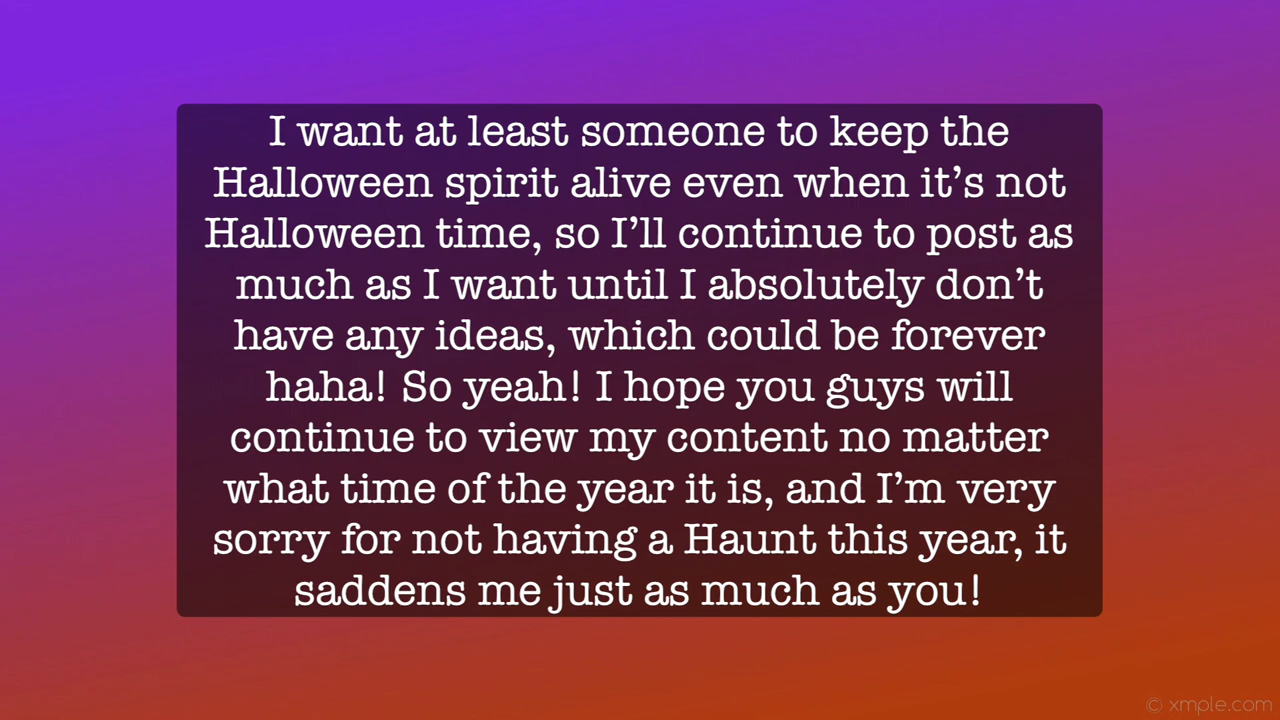 I want at least someone to keep the
Halloween spirit alive even when it’s not
Halloween time, so I’ll continue to post as
much as I want until I absolutely don’t
have any ideas, which could be forever
haha! So yeah! I hope you guys will
continue to view my content no matter
what time of the year it is, and I’m very
sorry for not having a Haunt this year, it
saddens me just as much as you!
© xmple.com